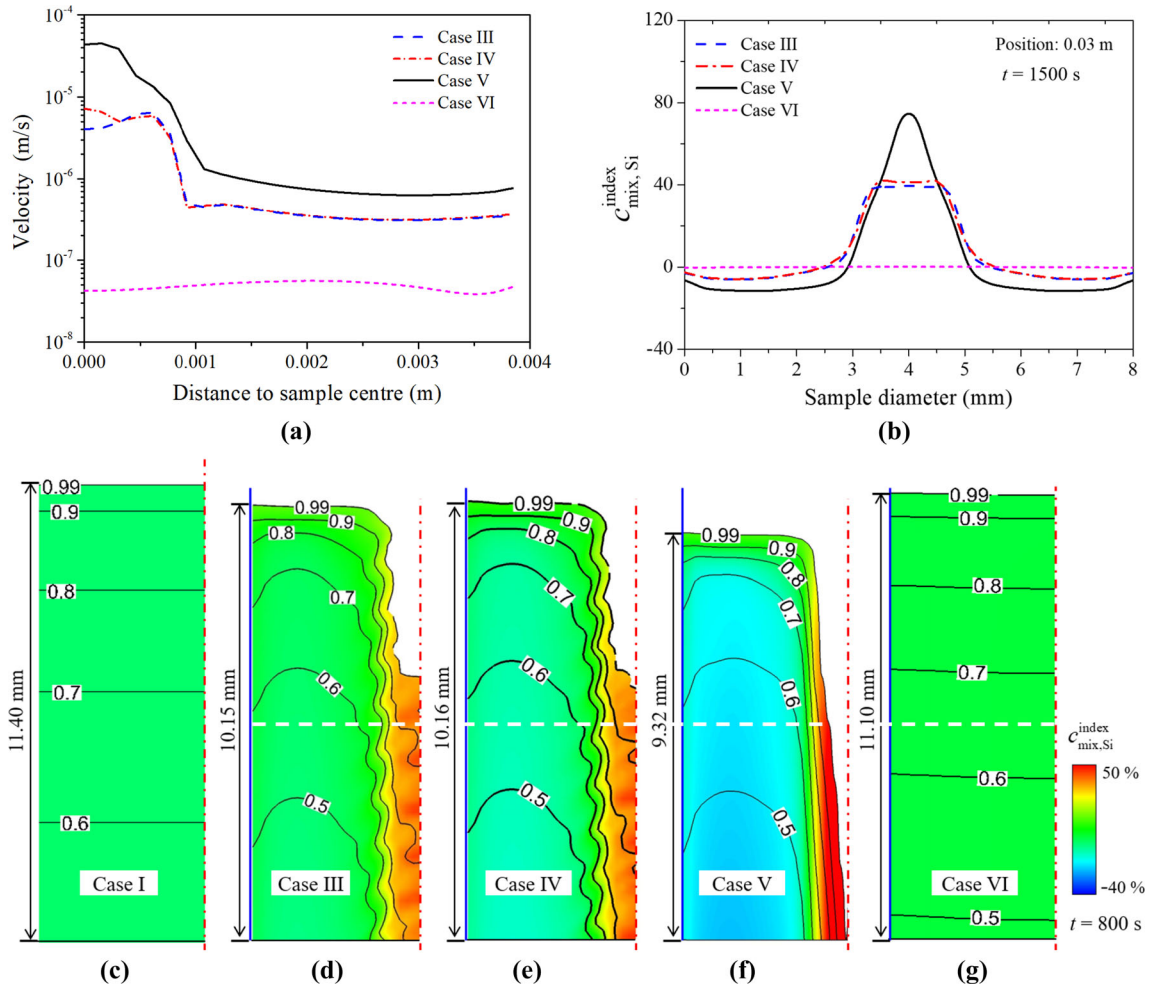 10⁻⁴
10⁻⁵
10⁻⁶
10⁻⁷
10⁻⁸
Velocity (m/s)
Case III
Case IV
Case V
Case VI
0.000 0.001 0.002 0.003 0.004
Distance to sample centre (m)
(a)
120
80
40
0
-40
c^index_mix, Si
Case III
Case IV
Case V
Case VI
Position: 0.03 m
t = 1500 s
0 1 2 3 4 5 6 7 8
Sample diameter (mm)
(b)
11.40 mm
0.99
0.9
0.8
0.7
0.6
Case I
(c)
10.15 mm
0.99
0.9
0.8
0.7
0.6
0.5
Case III
(d)
10.16 mm
0.99
0.9
0.8
0.7
0.6
0.5
Case IV
(e)
9.32 mm
0.99
0.9
0.8
0.7
0.6
0.5
Case V
(f)
11.10 mm
0.99
0.9
0.8
0.7
0.6
0.5
Case VI
(g)
c^index_mix,Si
50 %
-40 %
t = 800 s